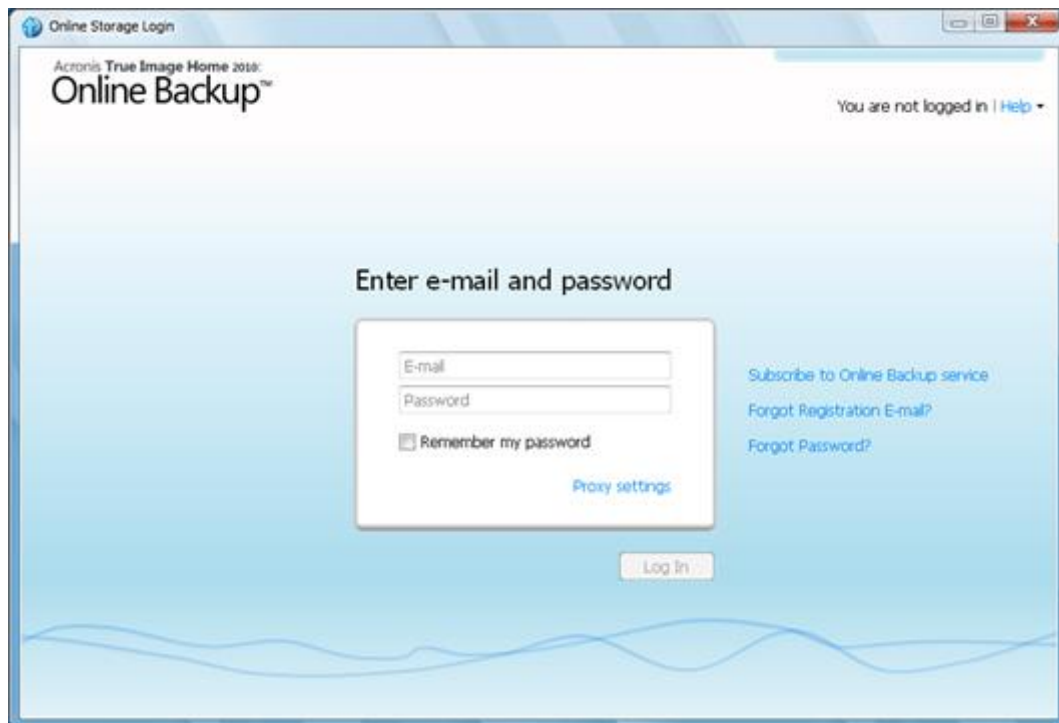 Online Storage Login
Acronis True Image Home 2010:
Online Backup™
You are not logged in | Help
Enter e-mail and password
E-mail
Password
Remember my password
Proxy settings
Subscribe to Online Backup service
Forgot Registration E-mail?
Forgot Password?
Log In